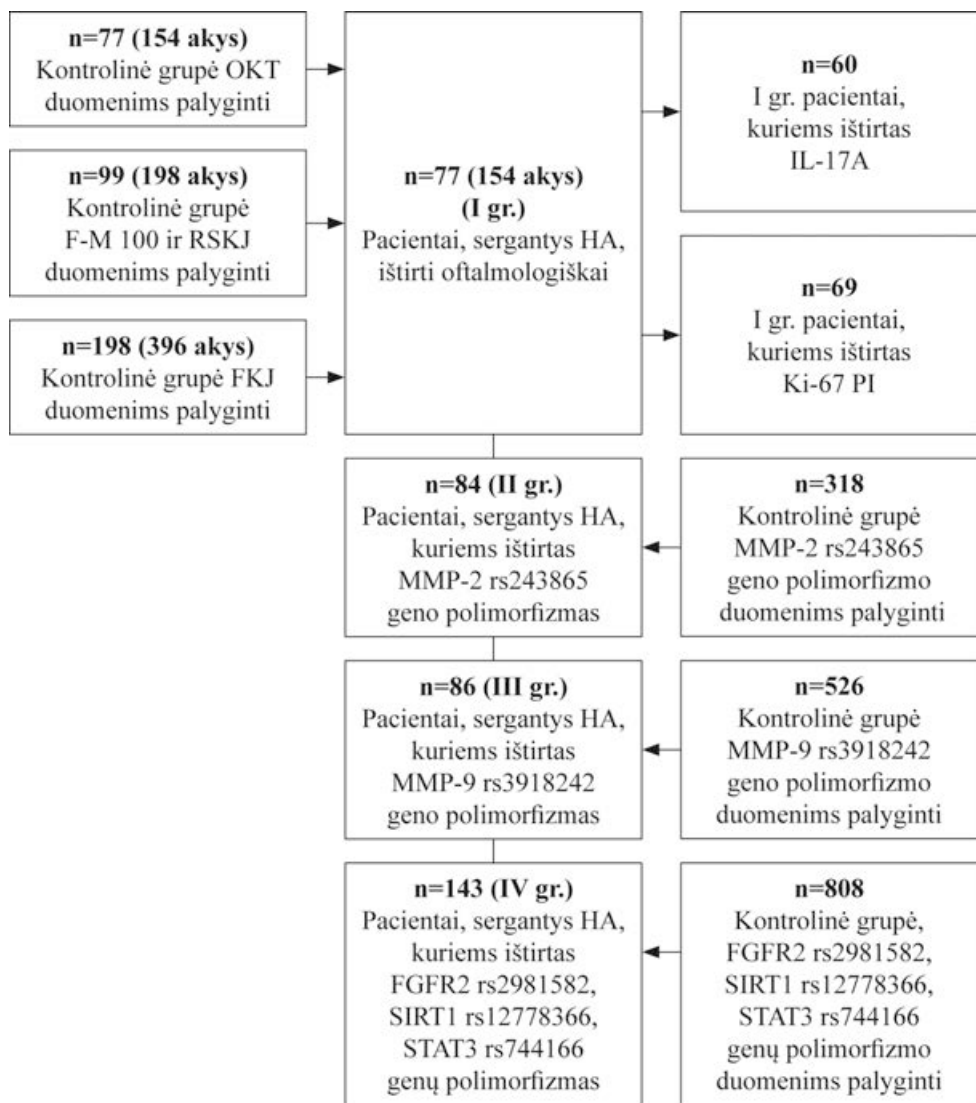 n=77 (154 akys)
Kontrolinė grupė OKT
duomenims palyginti
n=99 (198 akys)
Kontrolinė grupė
F-M 100 ir RSKJ
duomenims palyginti
n=198 (396 akys)
Kontrolinė grupė FKJ
duomenims palyginti
n=77 (154 akys)
(I gr.)
Pacientai, sergantys HA,
ištirti oftalmologiškai
n=60
I gr. pacientai,
kuriems ištirtas
IL-17A
n=69
I gr. pacientai,
kuriems ištirtas
Ki-67 PI
n=84 (II gr.)
Pacientai, sergantys HA,
kuriems ištirtas
MMP-2 rs243865
geno polimorfizmas
n=318
Kontrolinė grupė
MMP-2 rs243865
geno polimorfizmo
duomenims palyginti
n=86 (III gr.)
Pacientai, sergantys HA,
kuriems ištirtas
MMP-9 rs3918242
geno polimorfizmas
n=526
Kontrolinė grupė
MMP-9 rs3918242
geno polimorfizmo
duomenims palyginti
n=143 (IV gr.)
Pacientai, sergantys HA,
kuriems ištirtas
FGFR2 rs2981582,
SIRT1 rs12778366,
STAT3 rs744166
genų polimorfizmas
n=808
Kontrolinė grupė,
FGFR2 rs2981582,
SIRT1 rs12778366,
STAT3 rs744166
genų polimorfizmo
duomenims palyginti